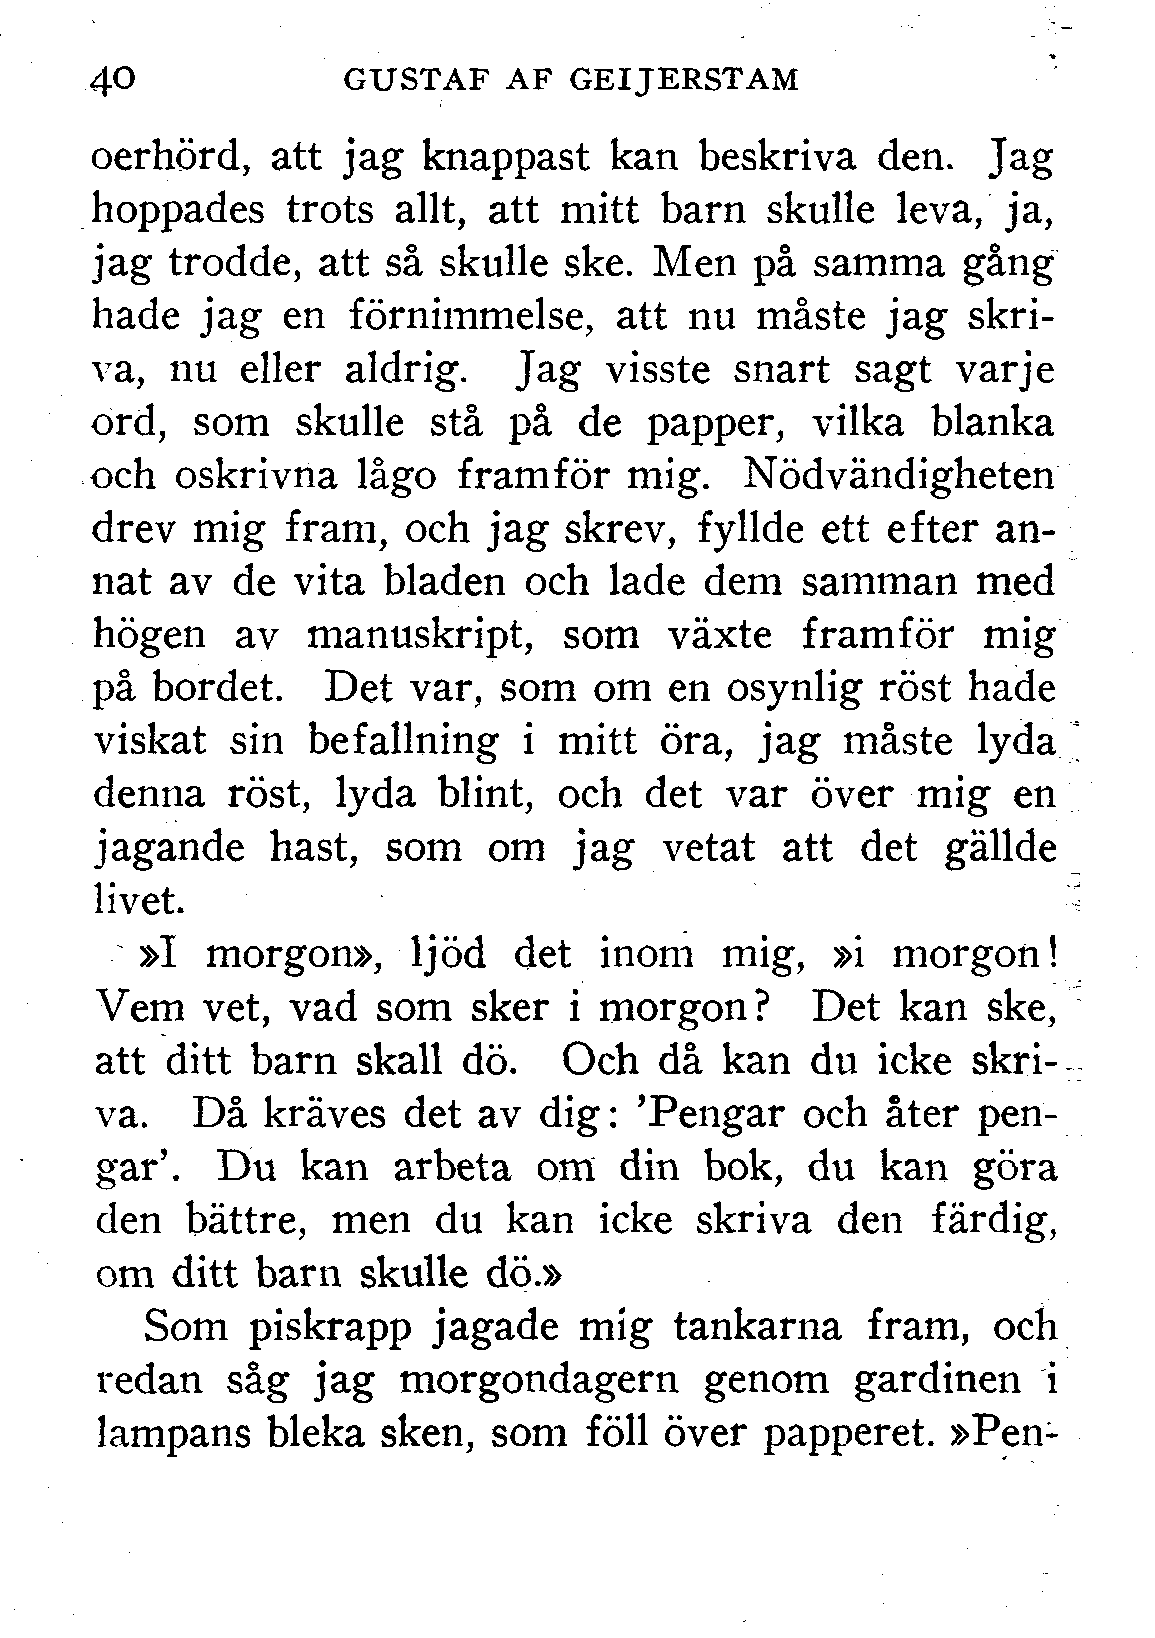 40 GUSTAF AF GEIJERSTAM
oerhörd, att jag knappast kan beskriva den. Jag
hoppades trots allt, att mitt barn skulle leva, ja,
jag trodde, att så skulle ske. Men på samma gång
hade jag en förnimmelse, att nu måste jag skri-
va, nu eller aldrig. Jag visste snart sagt varje
ord, som skulle stå på de papper, vilka blanka
och oskrivna lågo framför mig. Nödvändigheten
drev mig fram, och jag skrev, fyllde ett efter an-
nat av de vita bladen och lade dem samman med
högen av manuskript, som växte framför mig
på bordet. Det var, som om en osynlig röst hade
viskat sin befallning i mitt öra, jag måste lyda
denna röst, lyda blint, och det var över mig en
jagande hast, som om jag vetat att det gällde
livet.
»I morgon», ljöd det inom mig, »i morgon!
Vem vet, vad som sker i morgon? Det kan ske,
att ditt barn skall dö. Och då kan du icke skri-
va. Då kräves det av dig: ’Pengar och åter pen-
gar’. Du kan arbeta om din bok, du kan göra
den bättre, men du kan icke skriva den färdig,
om ditt barn skulle dö.»
Som piskrapp jagade mig tankarna fram, och
redan såg jag morgondagern genom gardinen i
lampans bleka sken, som föll över papperet. »Pen-